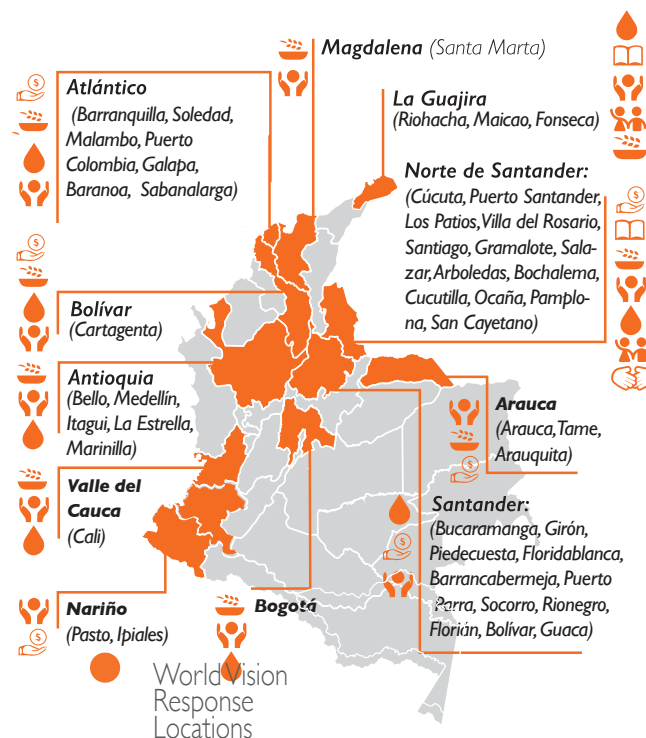 Magdalena (Santa Marta)
Atlántico
(Barranquilla, Soledad,
Malambo, Puerto
Colombia, Galapa,
Baranoa, Sabanalarga)
La Guajira
(Riohacha, Maicao, Fonseca)
Norte de Santander:
(Cúcuta, Puerto Santander,
Los Patios, Villa del Rosario,
Santiago, Gramalote, Sala-
zar, Arboledas, Bochalema,
Cucutilla, Ocaña, Pamplo-
na, San Cayetano)
Bolívar
(Cartagenta)
Antioquia
(Bello, Medellín,
Itagui, La Estrella,
Marinilla)
Arauca
(Arauca, Tame,
Arauquita)
Valle del
Cauca
(Cali)
Santander:
(Bucaramanga, Girón,
Piedecuesta, Floridablanca,
Barrancabermeja, Puerto
Parra, Socorro, Rionegro,
Florián, Bolívar, Guaca)
Nariño
(Pasto, Ipiales)
Bogotá
World Vision
Response
Locations